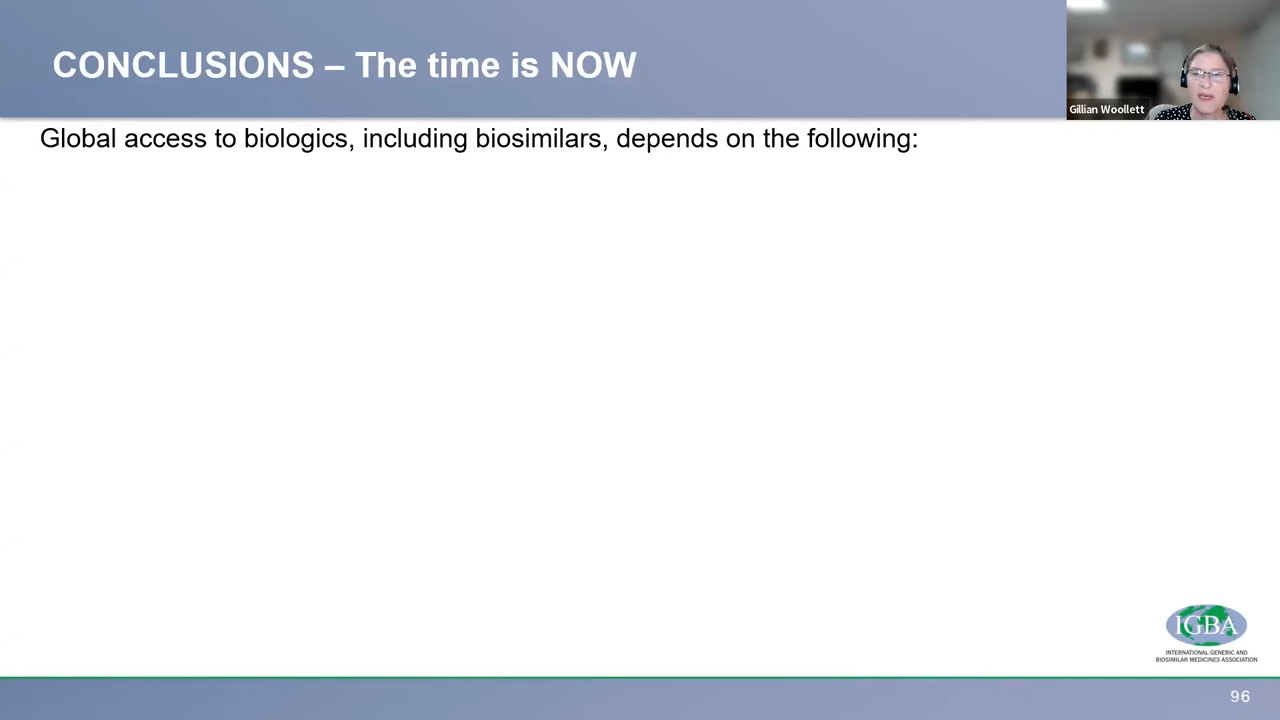 CONCLUSIONS – The time is NOW
Gillian Woollett
Global access to biologics, including biosimilars, depends on the following:
IGBA
INTERNATIONAL GENERIC AND
BIOSIMILAR MEDICINES ASSOCIATION
96